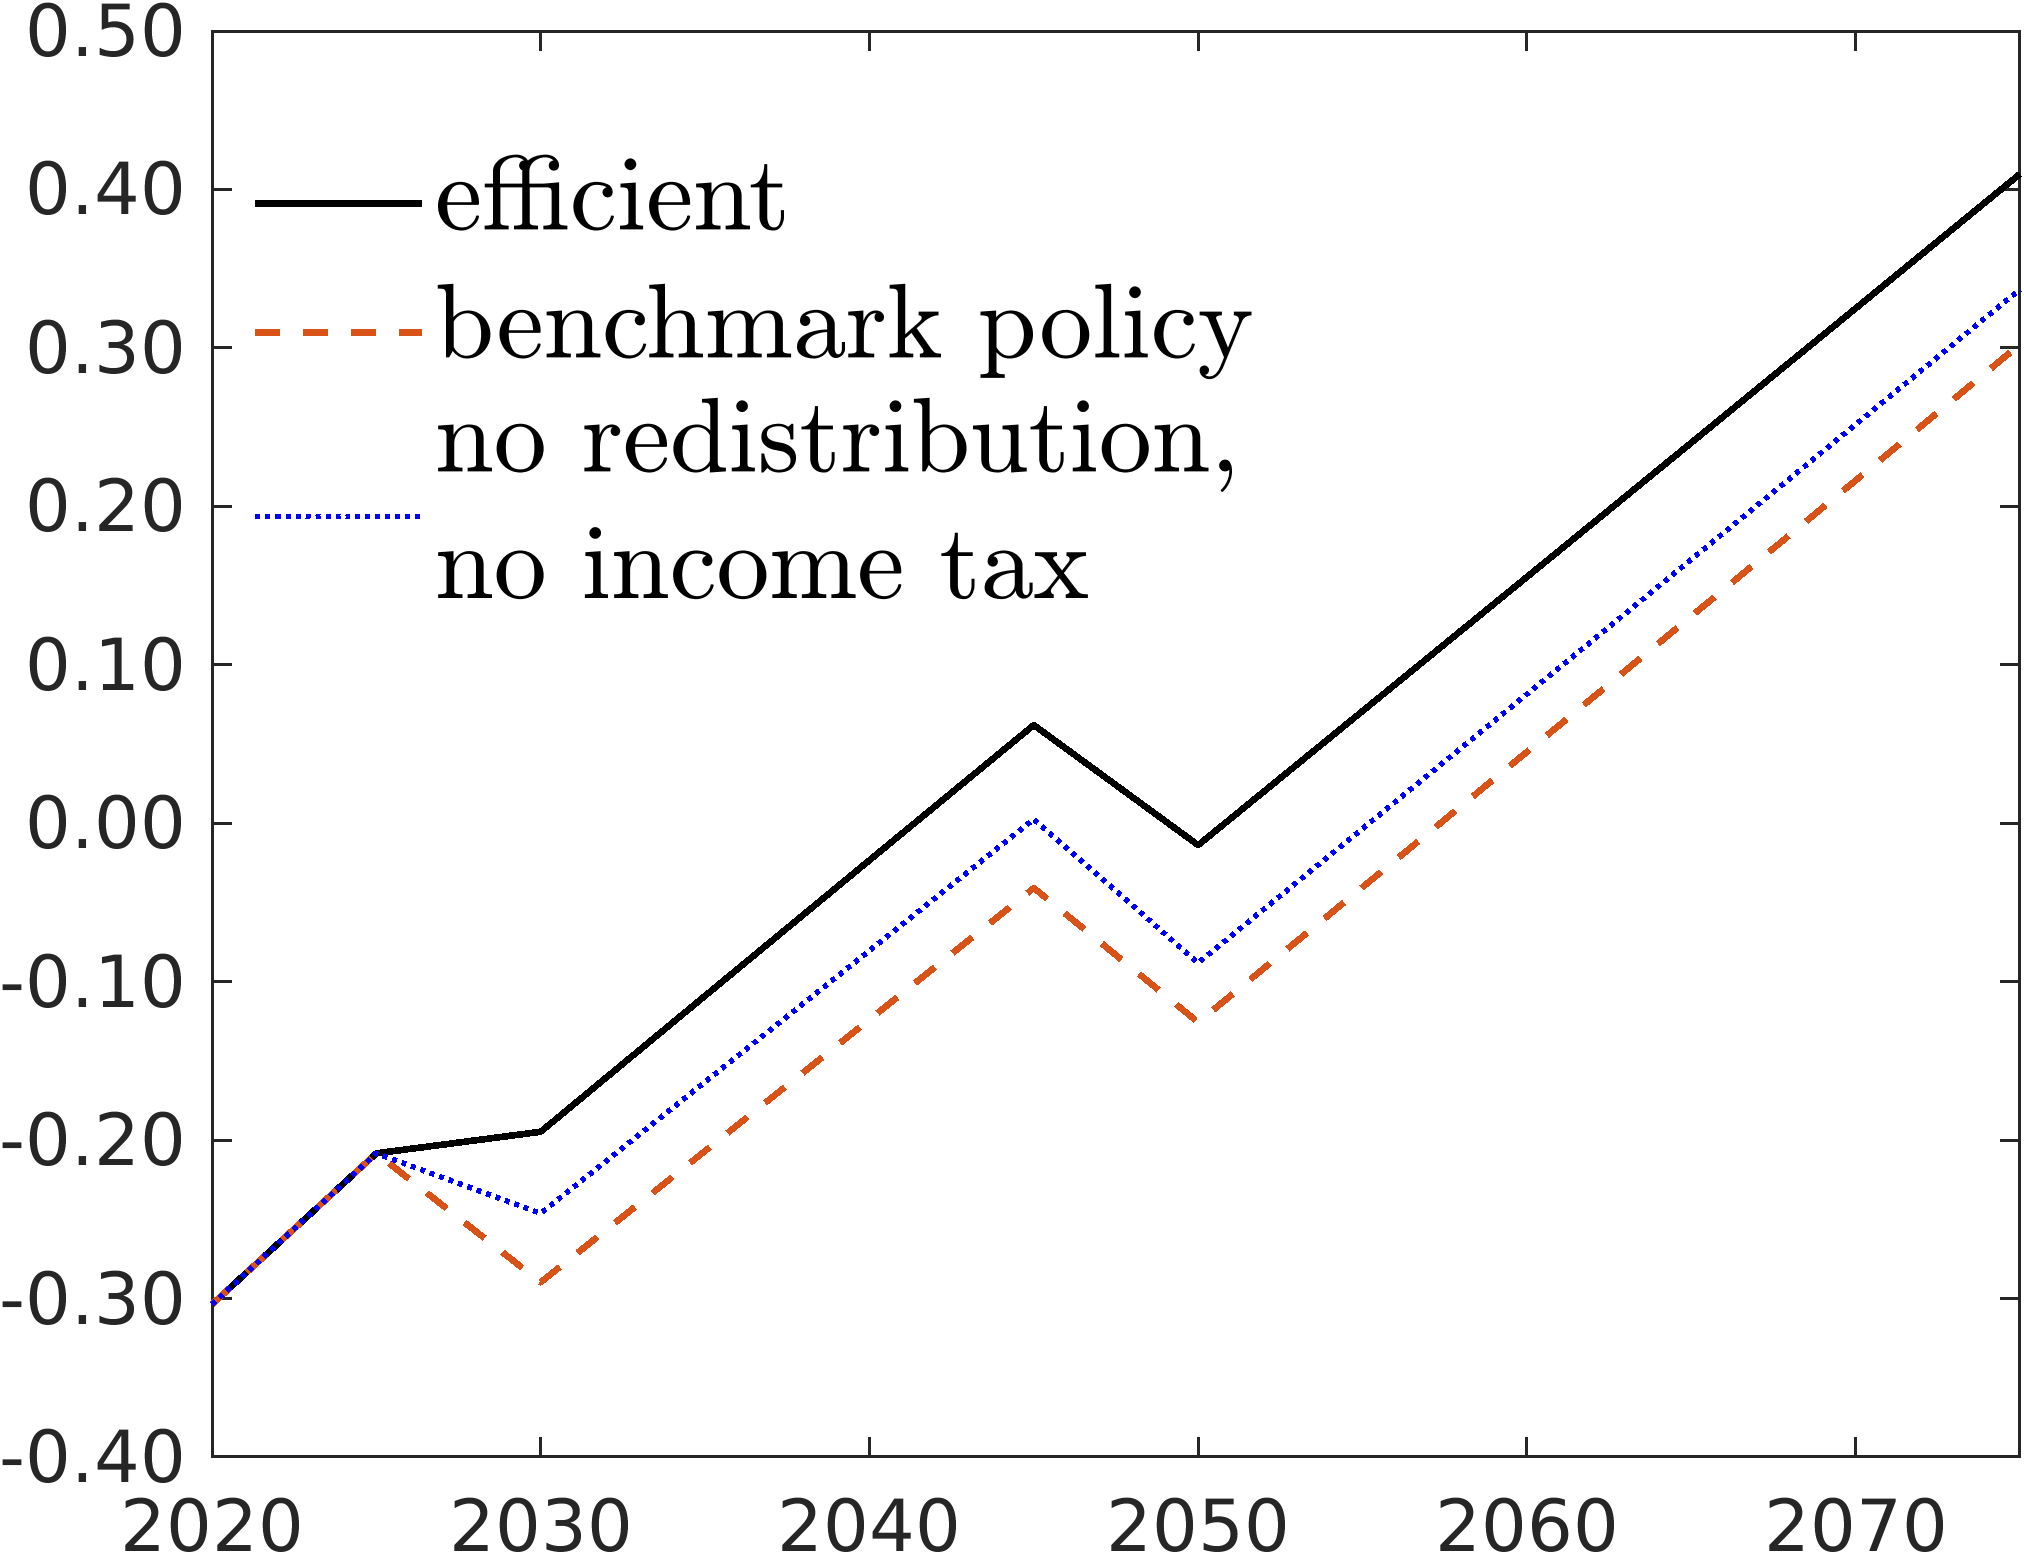 0.50
0.40
0.30
0.20
0.10
0.00
-0.10
-0.20
-0.30
-0.40
efficient
benchmark policy
no redistribution,
no income tax
2020 2030 2040 2050 2060 2070